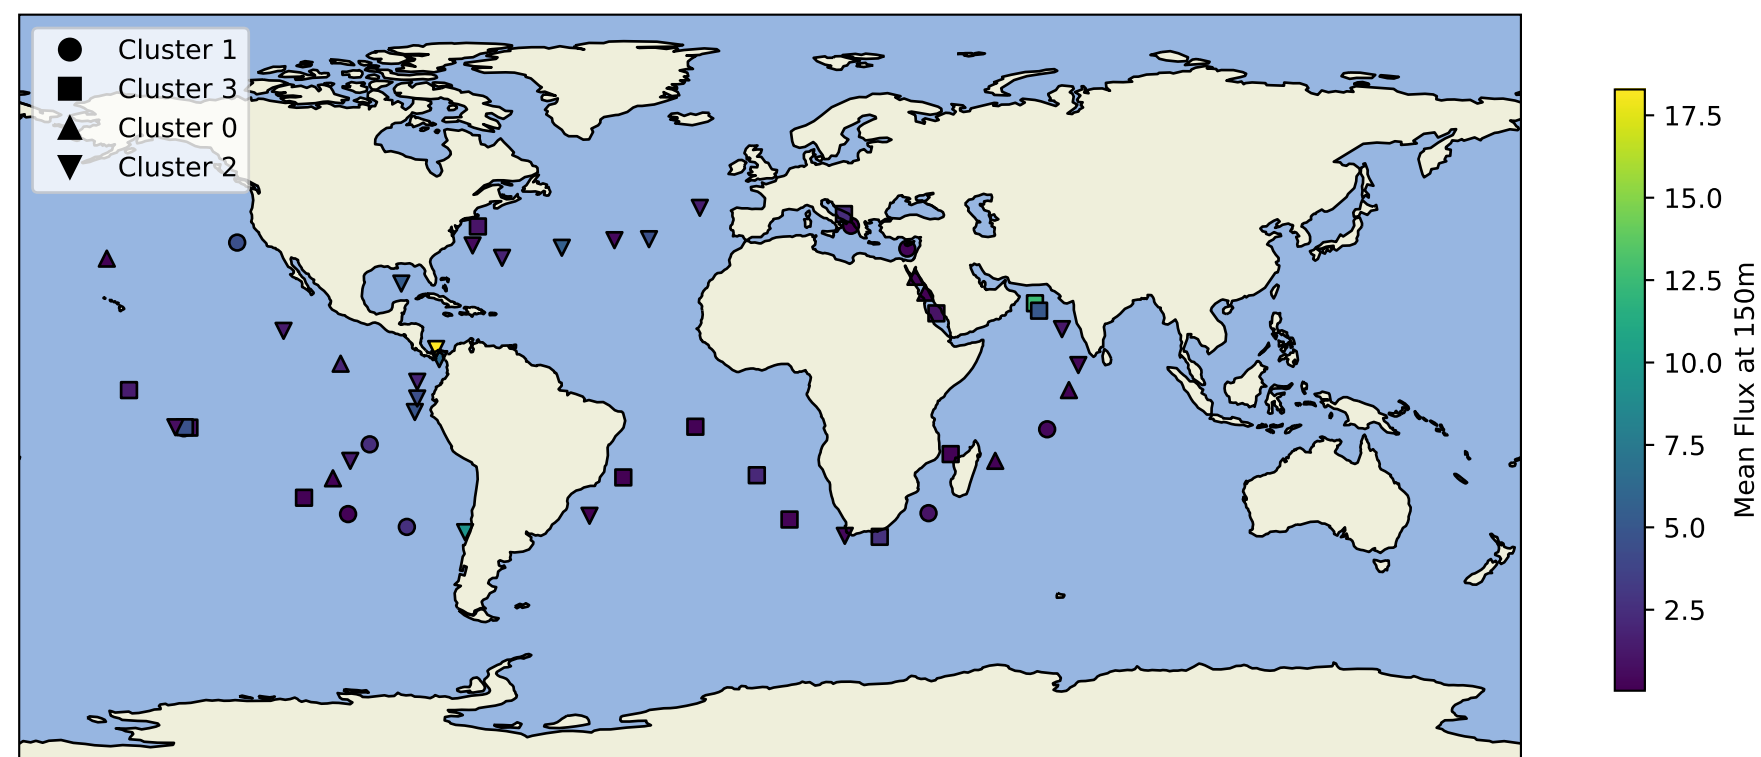 Cluster 1
Cluster 3
Cluster 0
Cluster 2
17.5
15.0
12.5
10.0
7.5
5.0
2.5
Mean Flux at 150m